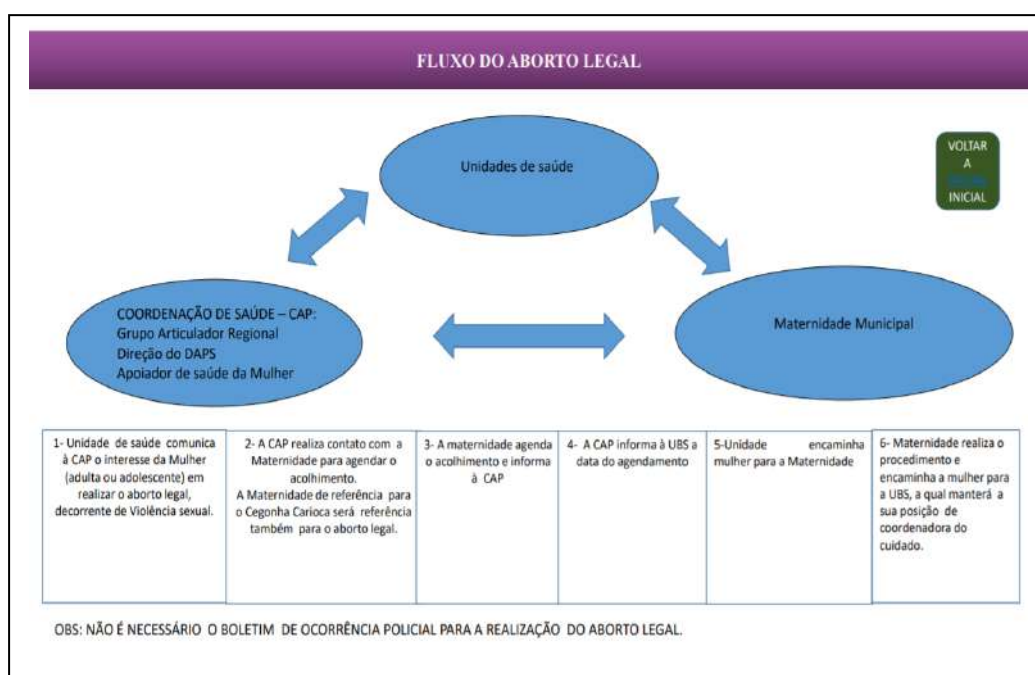 FLUXO DO ABORTO LEGAL
Unidades de saúde
VOLTAR
A
INICIAL
COORDENAÇÃO DE SAÚDE – CAP:
Grupo Articulador Regional
Direção do DAPS
Apoiador de saúde da Mulher
Maternidade Municipal
1- Unidade de saúde comunica
à CAP o interesse da Mulher
(adulta ou adolescente) em
realizar o aborto legal,
decorrente de Violência sexual.
2- A CAP realiza contato com a
Maternidade para agendar o
acolhimento.
A Maternidade de referência para
o Cegonha Carioca será referência
também para o aborto legal.
3- A maternidade agenda
o acolhimento e informa
à CAP
4- A CAP informa à UBS a
data do agendamento
5-Unidade encaminha
mulher para a Maternidade
6- Maternidade realiza o
procedimento e
encaminha a mulher para
a UBS, a qual manterá a
sua posição de
coordenadora do
cuidado.
OBS: NÃO É NECESSÁRIO O BOLETIM DE OCORRÊNCIA POLICIAL PARA A REALIZAÇÃO DO ABORTO LEGAL.